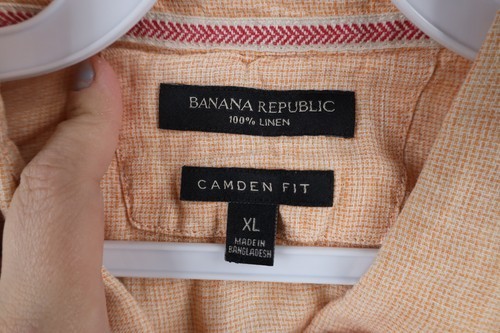 BANANA REPUBLIC
100% LINEN
CAMDEN FIT
XL
MADE IN
BANGLADESH